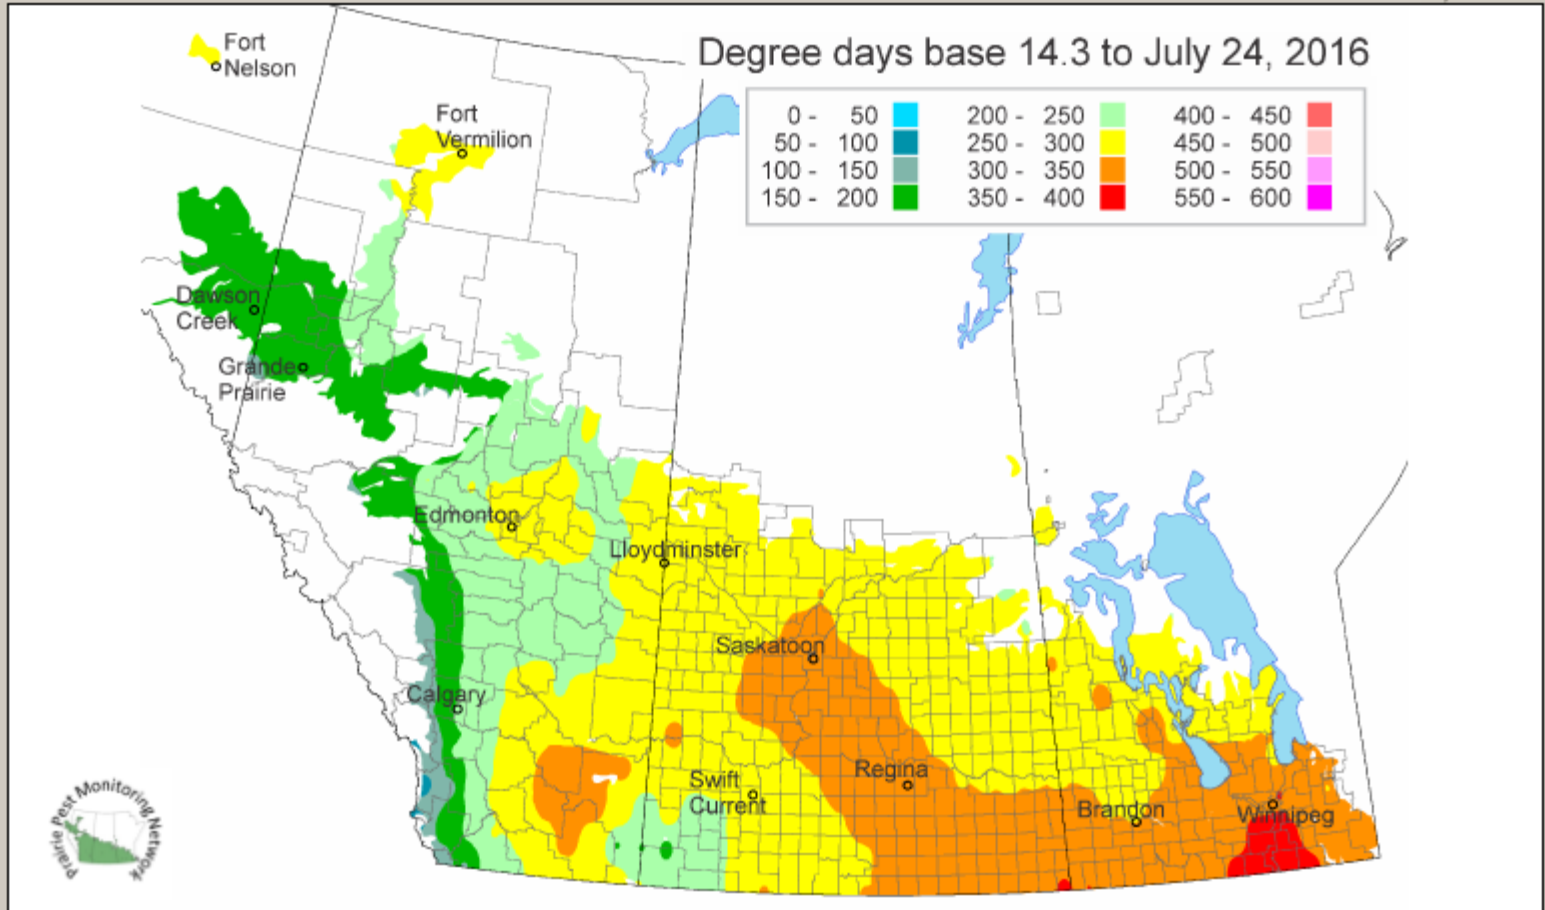 Degree days base 14.3 to July 24, 2016
0 - 50
50 - 100
100 - 150
150 - 200
200 - 250
250 - 300
300 - 350
350 - 400
400 - 450
450 - 500
500 - 550
550 - 600
Fort
Nelson
Fort
Vermilion
Dawson
Creek
Grande
Prairie
Edmonton
Lloydminster
Saskatoon
Calgary
Swift
Current
Regina
Brandon
Winnipeg
Prairie Pest Monitoring Network